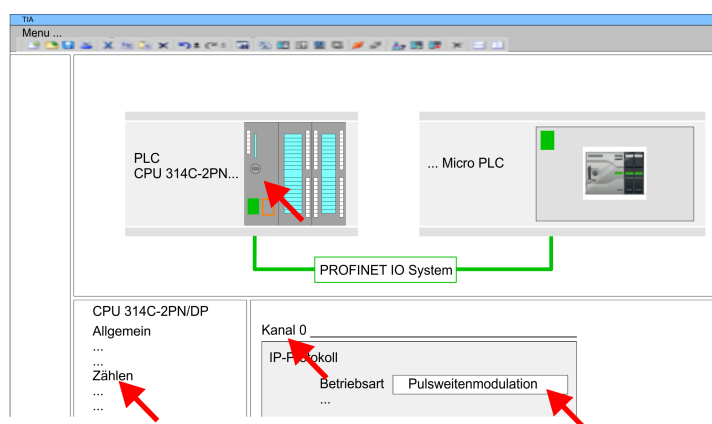 TIA
Menu ...
PLC
CPU 314C-2PN...
... Micro PLC
PROFINET IO System
CPU 314C-2PN/DP
Allgemein
...
...
Zählen
...
...
Kanal 0
IP-Protokoll
Betriebsart Pulsweitenmodulation
...